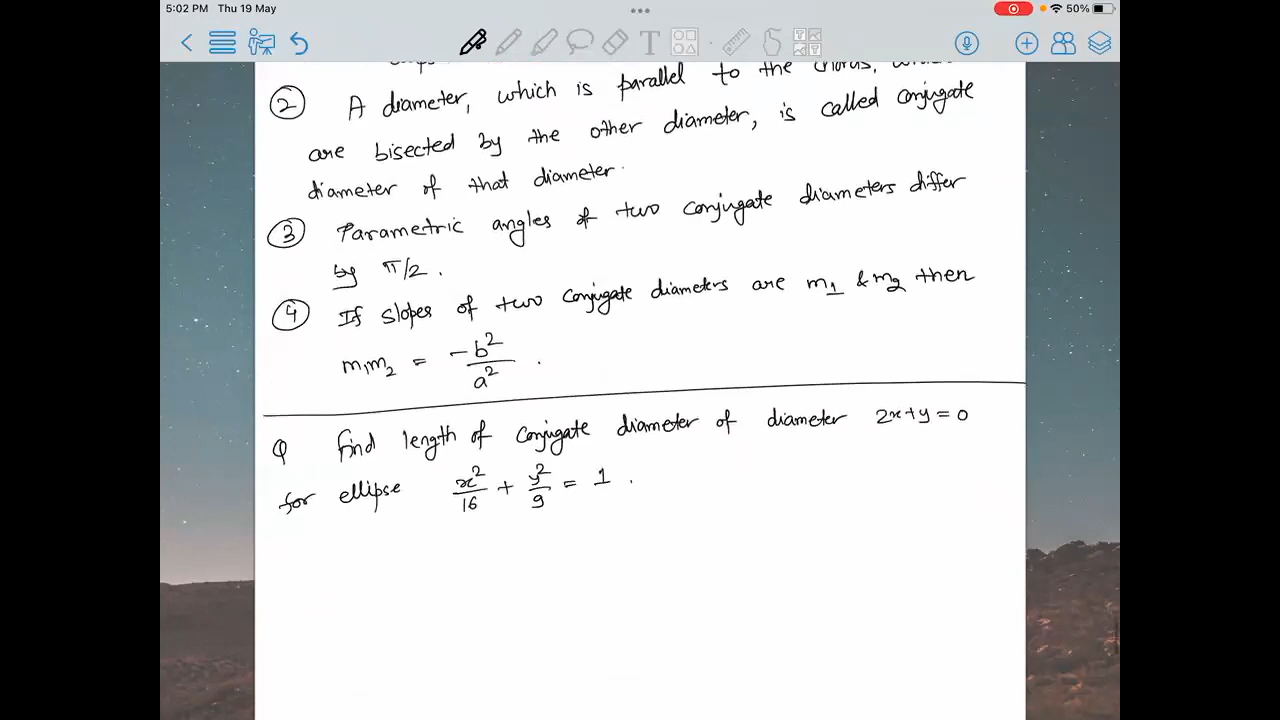 5:02 PM Thu 19 May
50%
T
② A diameter, which is parallel to the chords,
are bisected by the other diameter, is called conjugate
diameter of that diameter.
③ Parametric angles of two conjugate diameters differ
by π/2.
④ If slopes of two conjugate diameters are m₁ & m₂ then
m₁m₂ = -b²/a².
Q Find length of conjugate diameter of diameter 2x+y=0
for ellipse x²/16 + y²/9 = 1.